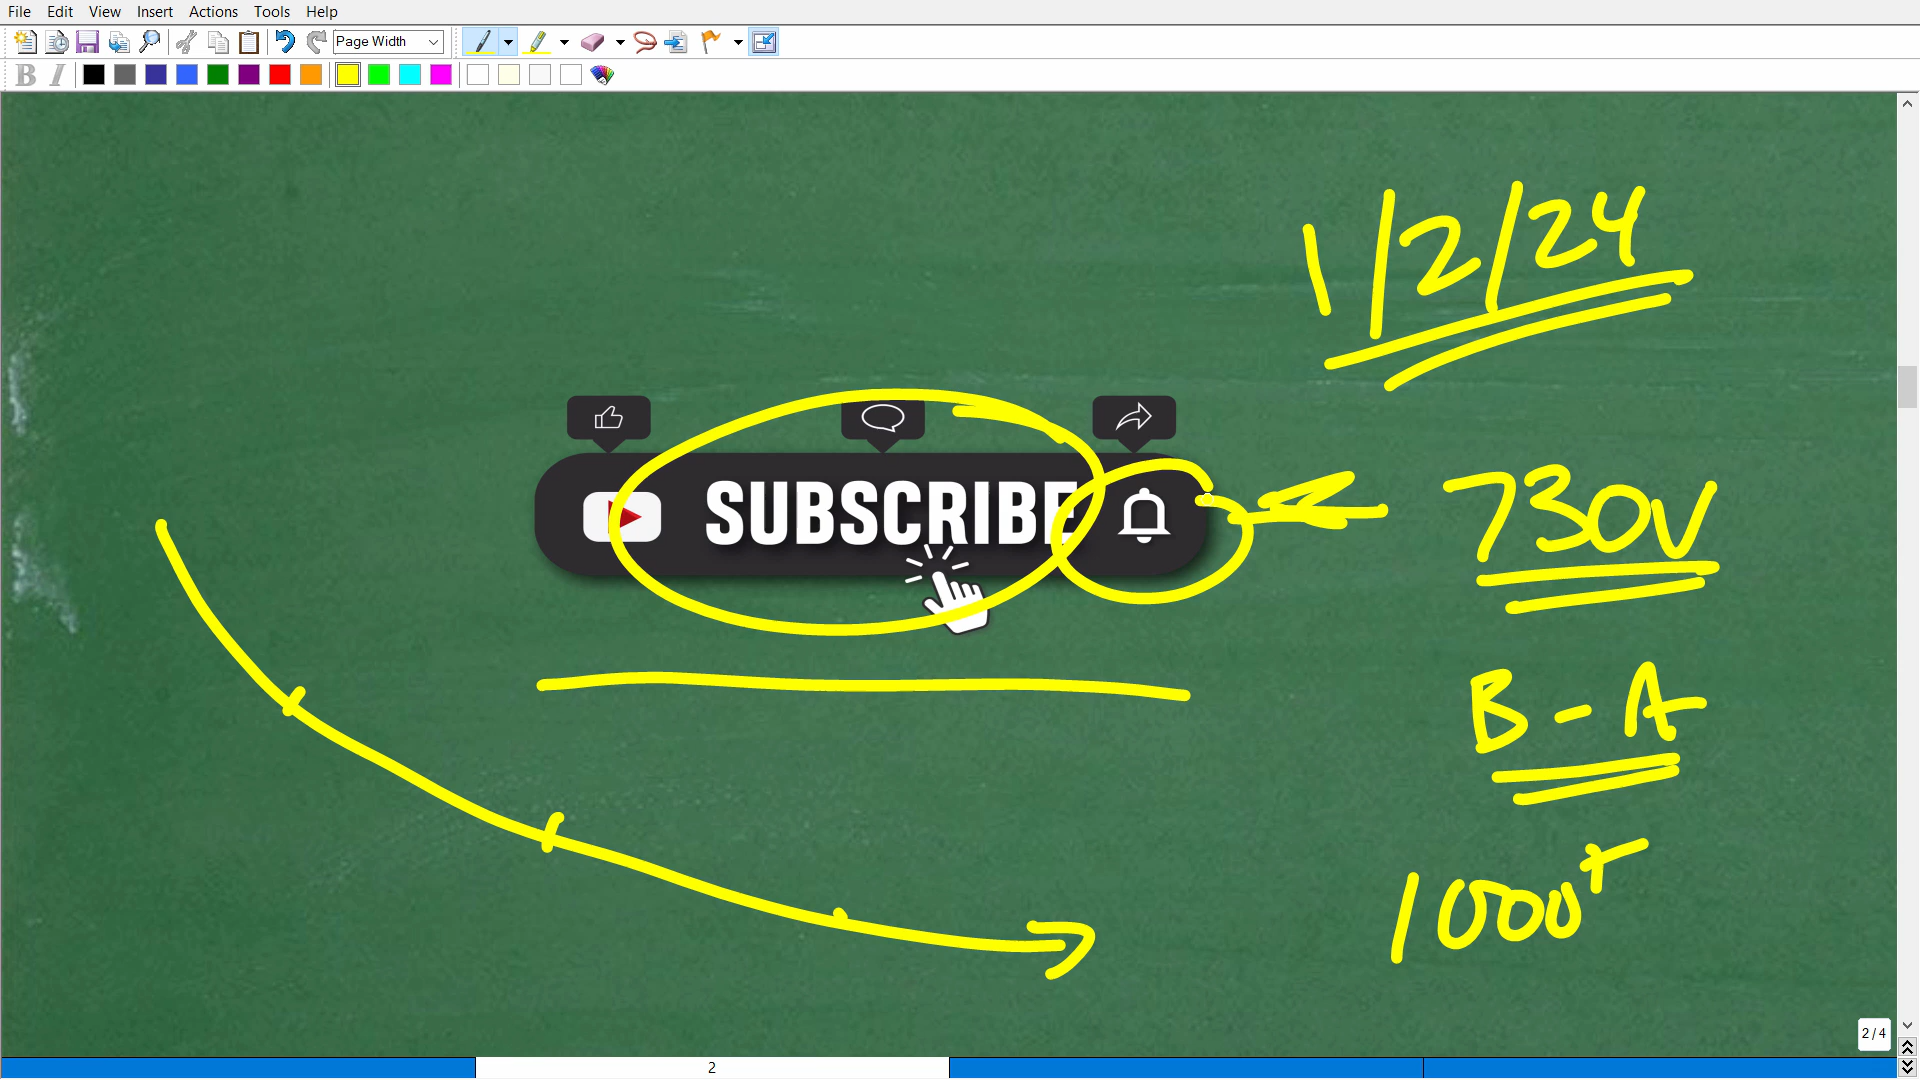 File Edit View Insert Actions Tools Help
Page Width
B I
1/2/24
SUBSCRIBE
730V
B - A
1000+
2 / 4
2